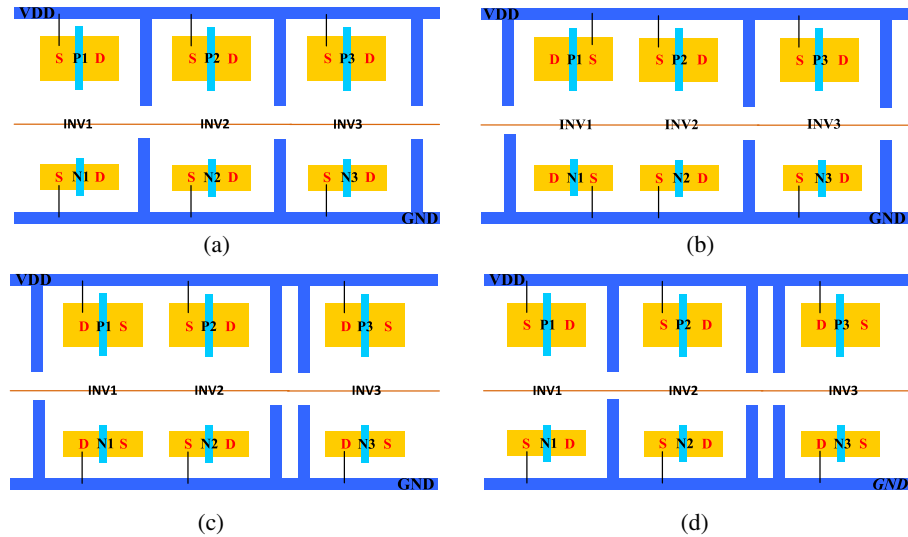 VDD VDD
S P1 D S P2 D S P3 D D P1 S S P2 D S P3 D
INV1 INV2 INV3 INV1 INV2 INV3
S N1 D S N2 D S N3 D D N1 S S N2 D S N3 D
GND GND
(a) (b)
VDD VDD
D P1 S S P2 D D P3 S S P1 D S P2 D D P3 S
INV1 INV2 INV3 INV1 INV2 INV3
D N1 S S N2 D D N3 S S N1 D S N2 D D N3 S
GND GND
(c) (d)